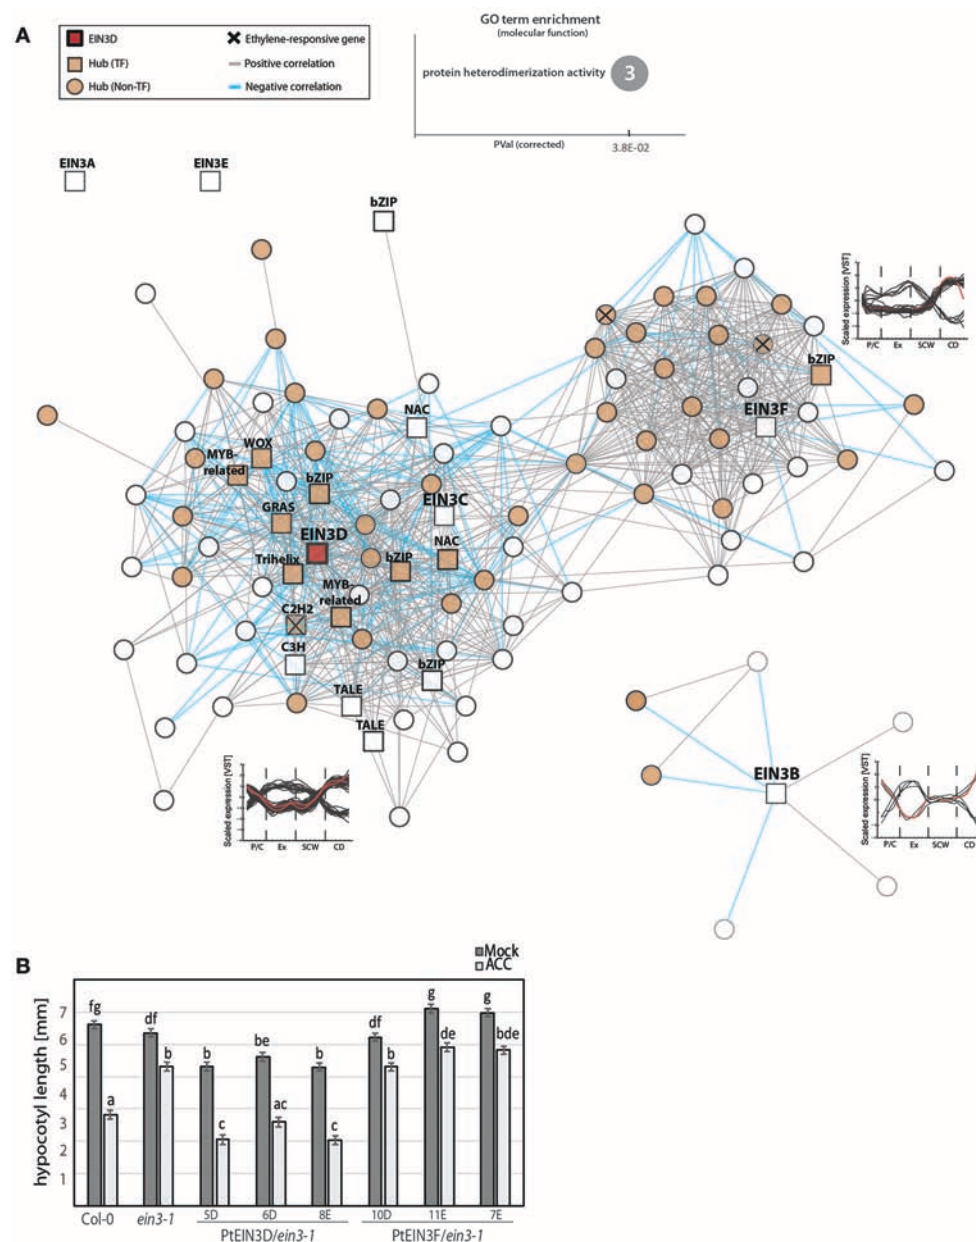 A
EIN3D
Hub (TF)
Hub (Non-TF)
Ethylene-responsive gene
Positive correlation
Negative correlation
GO term enrichment
(molecular function)
protein heterodimerization activity
3
PVal (corrected)
3.8E-02
EIN3A
EIN3E
bZIP
Scaled expression [VST]
P/C
Ex
SCW
CD
bZIP
EIN3F
NAC
WOX
MYB-
related
bZIP
EIN3C
GRAS
EIN3D
NAC
Trihelix
bZIP
MYB-
related
C2H2
C3H
bZIP
TALE
TALE
EIN3B
Scaled expression [VST]
P/C
Ex
SCW
CD
Scaled expression [VST]
P/C
Ex
SCW
CD
B
Mock
ACC
hypocotyl length [mm]
7
6
5
4
3
2
1
fg
a
df
b
b
c
be
ac
b
c
df
b
g
de
g
bde
Col-0
ein3-1
5D
6D
8E
10D
11E
7E
PtEIN3D/ein3-1
PtEIN3F/ein3-1